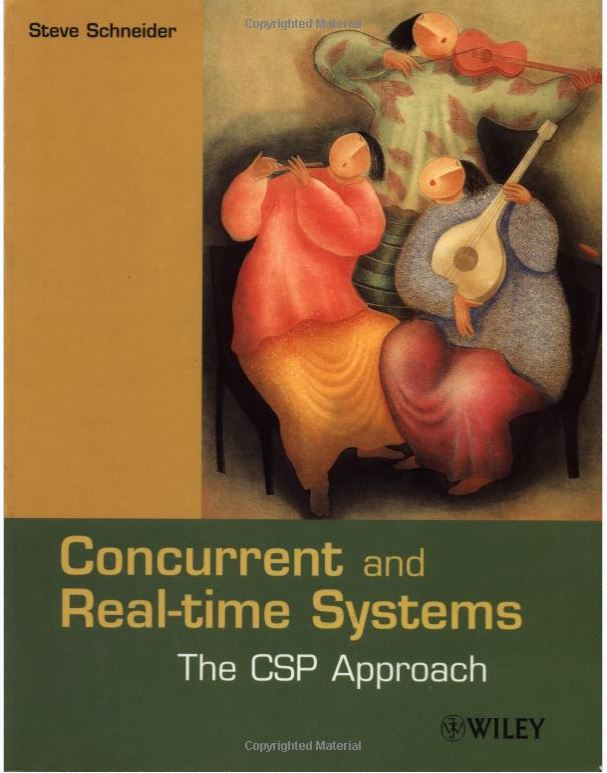 Copyrighted Material
Steve Schneider
Concurrent and
Real-time Systems
The CSP Approach
WILEY
Copyrighted Material